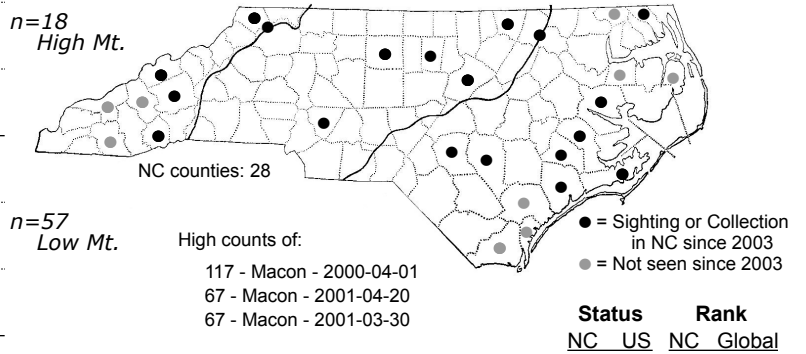 n=18
High Mt.
NC counties: 28
n=57
Low Mt.
High counts of:
117 - Macon - 2000-04-01
67 - Macon - 2001-04-20
67 - Macon - 2001-03-30
● = Sighting or Collection
in NC since 2003
● = Not seen since 2003
Status Rank
NC US NC Global